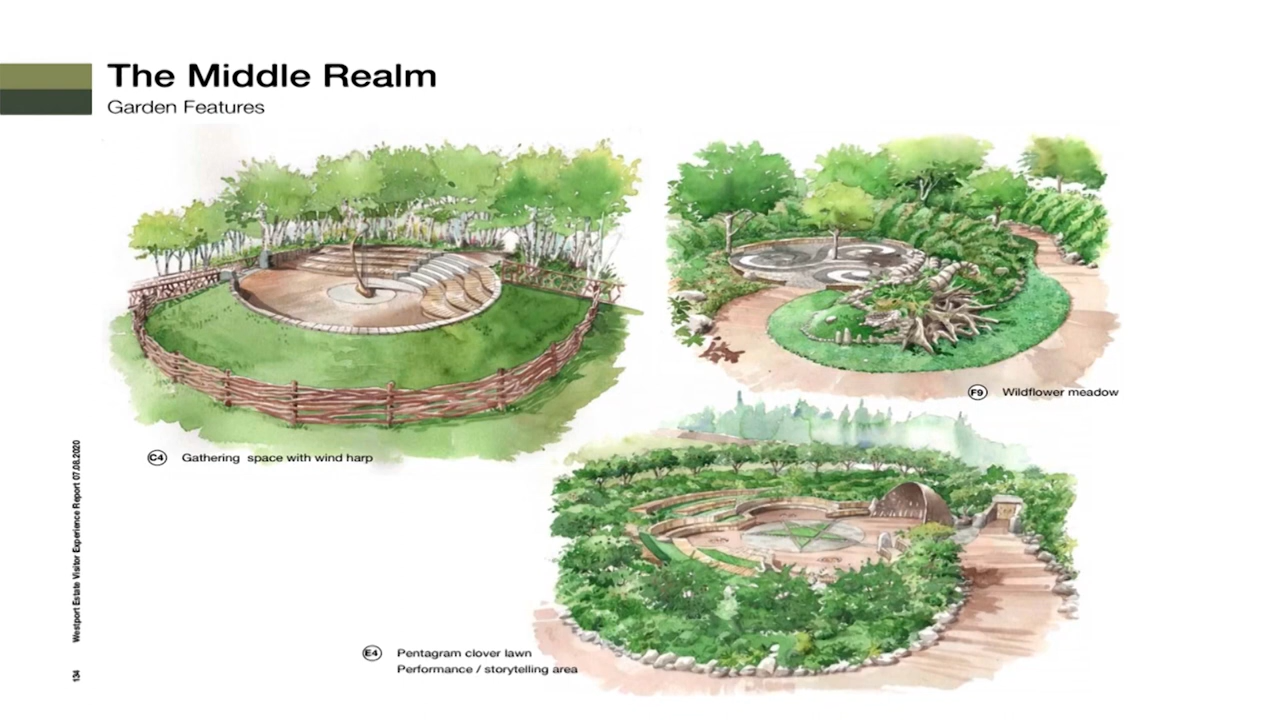 The Middle Realm
Garden Features
C4 Gathering space with wind harp
F9 Wildflower meadow
E4 Pentagram clover lawn
Performance / storytelling area
134 Westport Estate Visitor Experience Report 07.08.2020